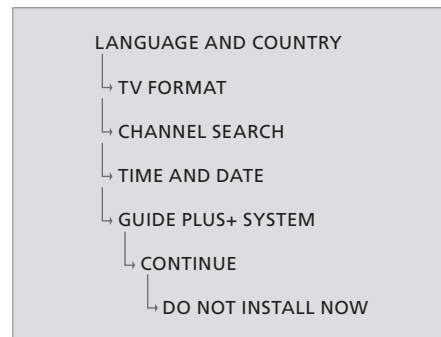 LANGUAGE AND COUNTRY
TV FORMAT
CHANNEL SEARCH
TIME AND DATE
GUIDE PLUS+ SYSTEM
CONTINUE
DO NOT INSTALL NOW